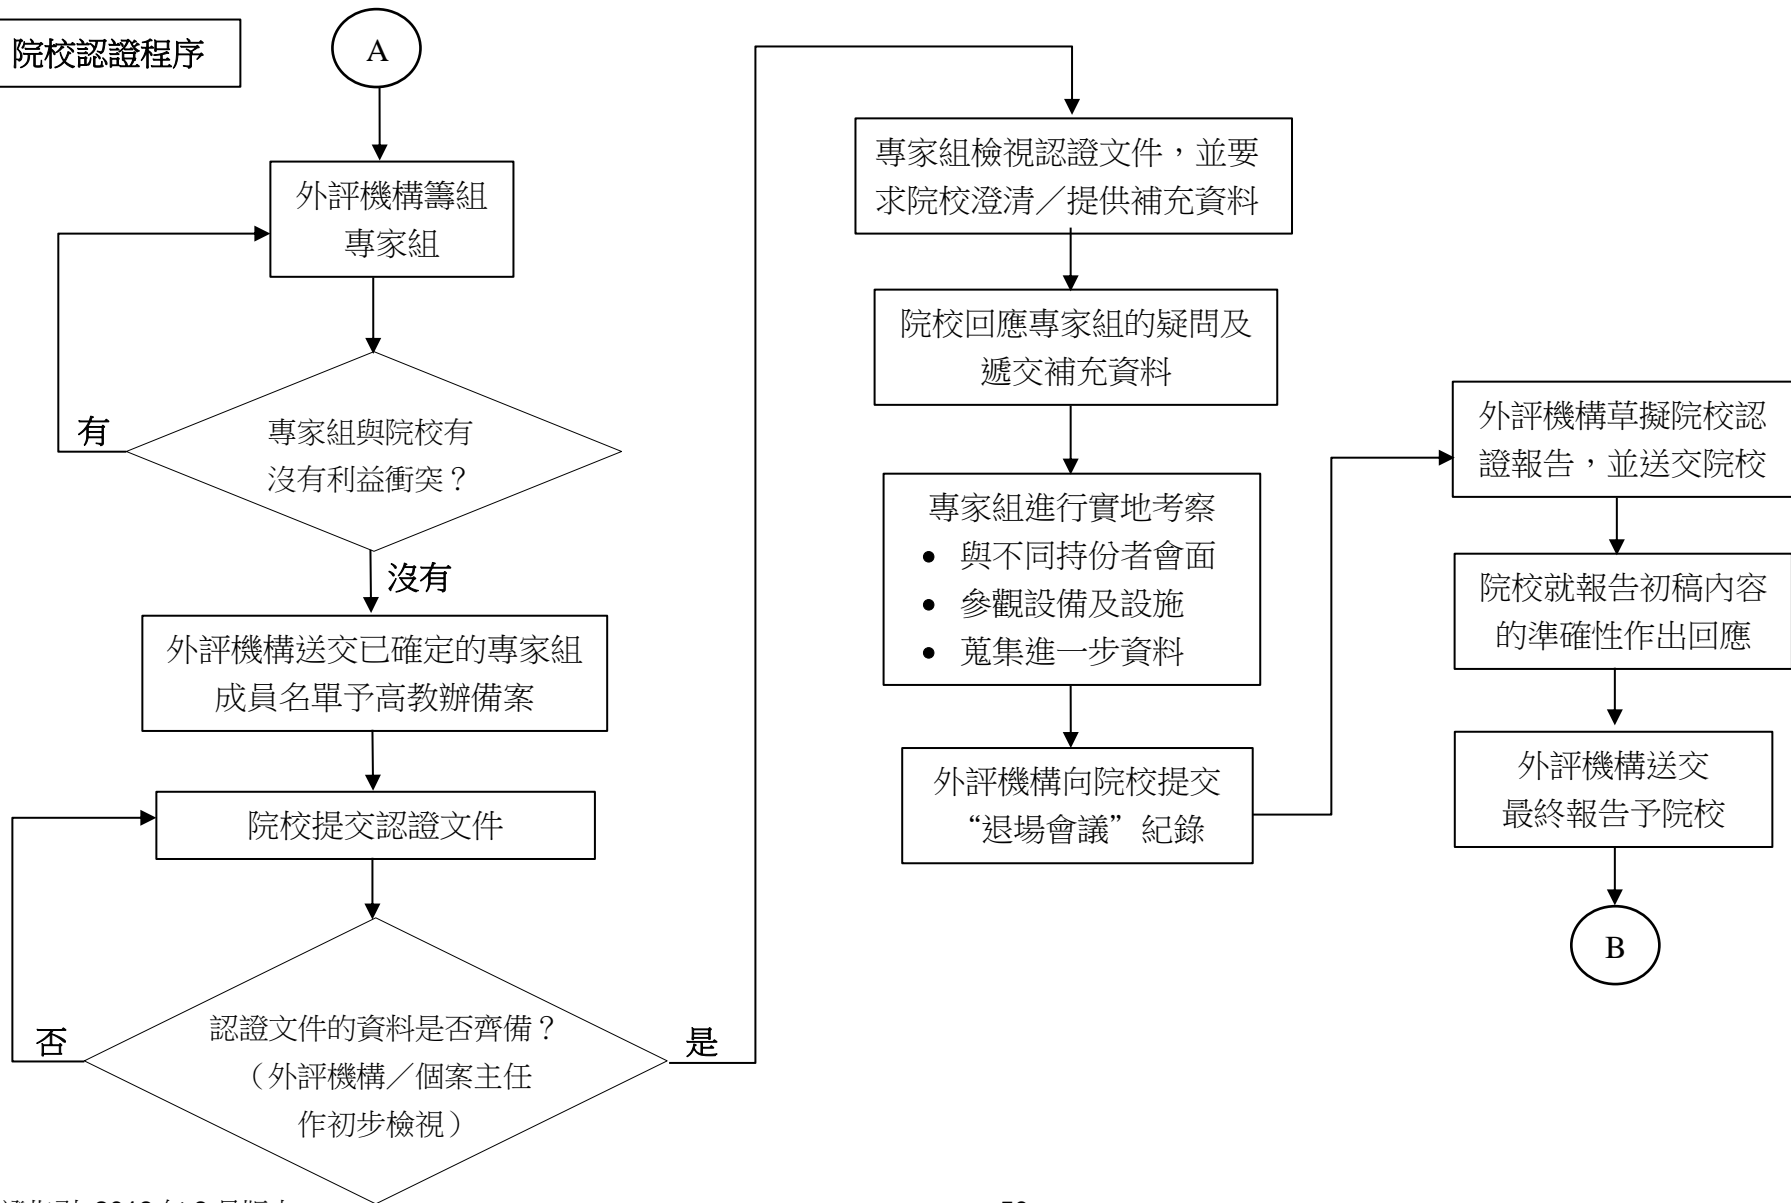 院校認證程序
A
外評機構籌組
專家組
專家組與院校有
沒有利益衝突？
有
沒有
外評機構送交已確定的專家組
成員名單予高教辦備案
院校提交認證文件
認證文件的資料是否齊備？
（外評機構／個案主任
作初步檢視）
否
是
專家組檢視認證文件，並要
求院校澄清／提供補充資料
院校回應專家組的疑問及
遞交補充資料
專家組進行實地考察
• 與不同持份者會面
• 參觀設備及設施
• 蒐集進一步資料
外評機構向院校提交
“退場會議”紀錄
外評機構草擬院校認
證報告，並送交院校
院校就報告初稿內容
的準確性作出回應
外評機構送交
最終報告予院校
B